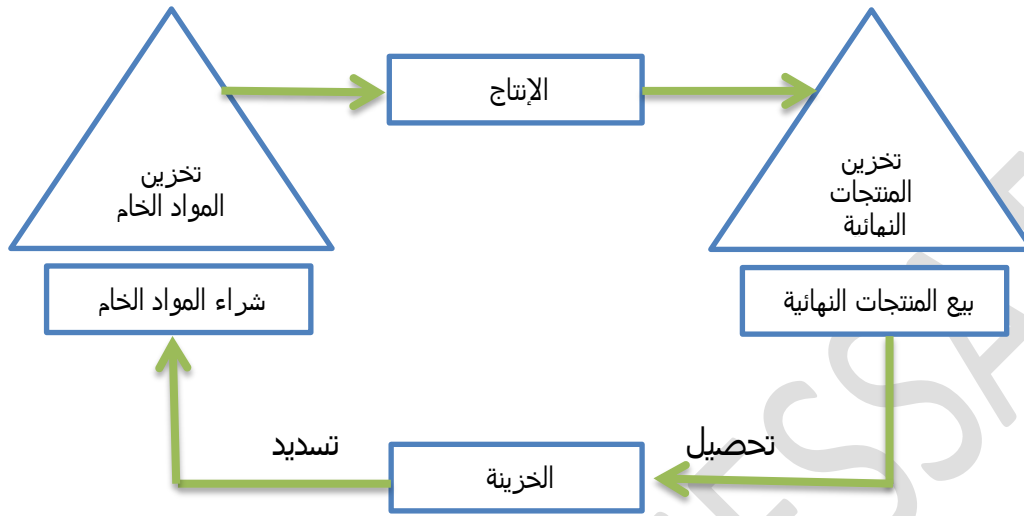 الإنتاج
تخزين
المواد الخام
تخزين
المنتجات
النهائية
شراء المواد الخام
بيع المنتجات النهائية
تسديد
تحصيل
الخزينة